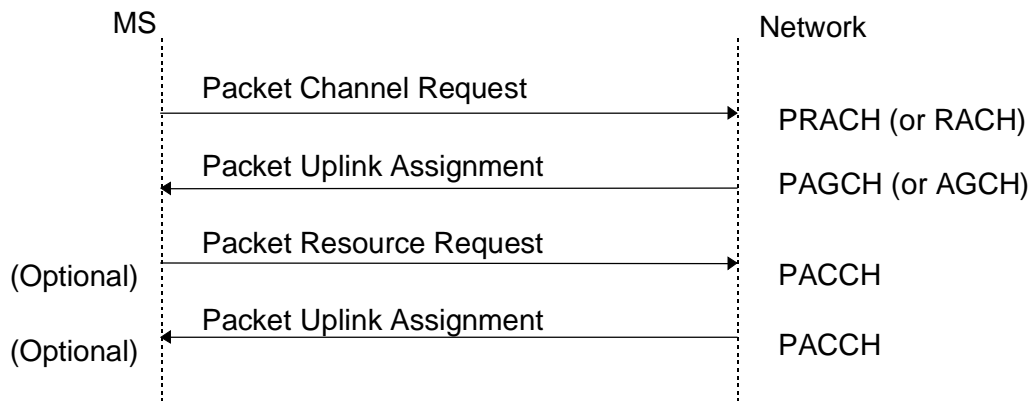 MS
Network
Packet Channel Request
PRACH (or RACH)
Packet Uplink Assignment
PAGCH (or AGCH)
Packet Resource Request
(Optional)
PACCH
Packet Uplink Assignment
(Optional)
PACCH